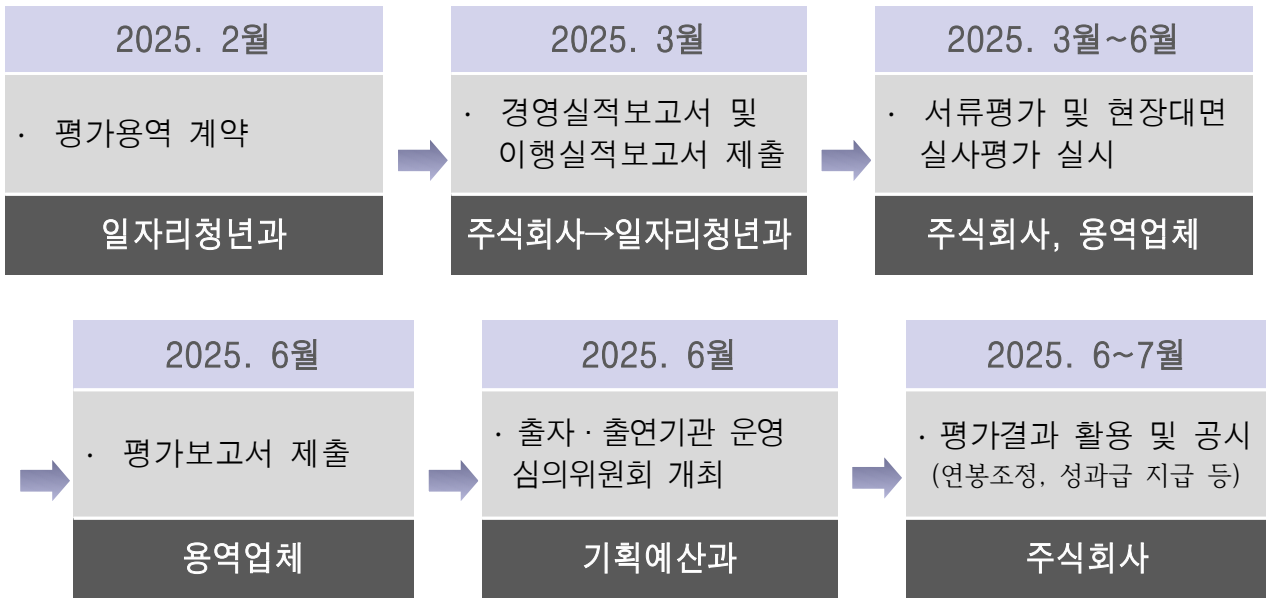 2025. 2월
· 평가용역 계약
일자리청년과
2025. 3월
· 경영실적보고서 및
이행실적보고서 제출
주식회사→일자리청년과
2025. 3월~6월
· 서류평가 및 현장대면
실사평가 실시
주식회사, 용역업체
2025. 6월
· 평가보고서 제출
용역업체
2025. 6월
· 출자·출연기관 운영
심의위원회 개최
기획예산과
2025. 6~7월
· 평가결과 활용 및 공시
(연봉조정, 성과급 지급 등)
주식회사